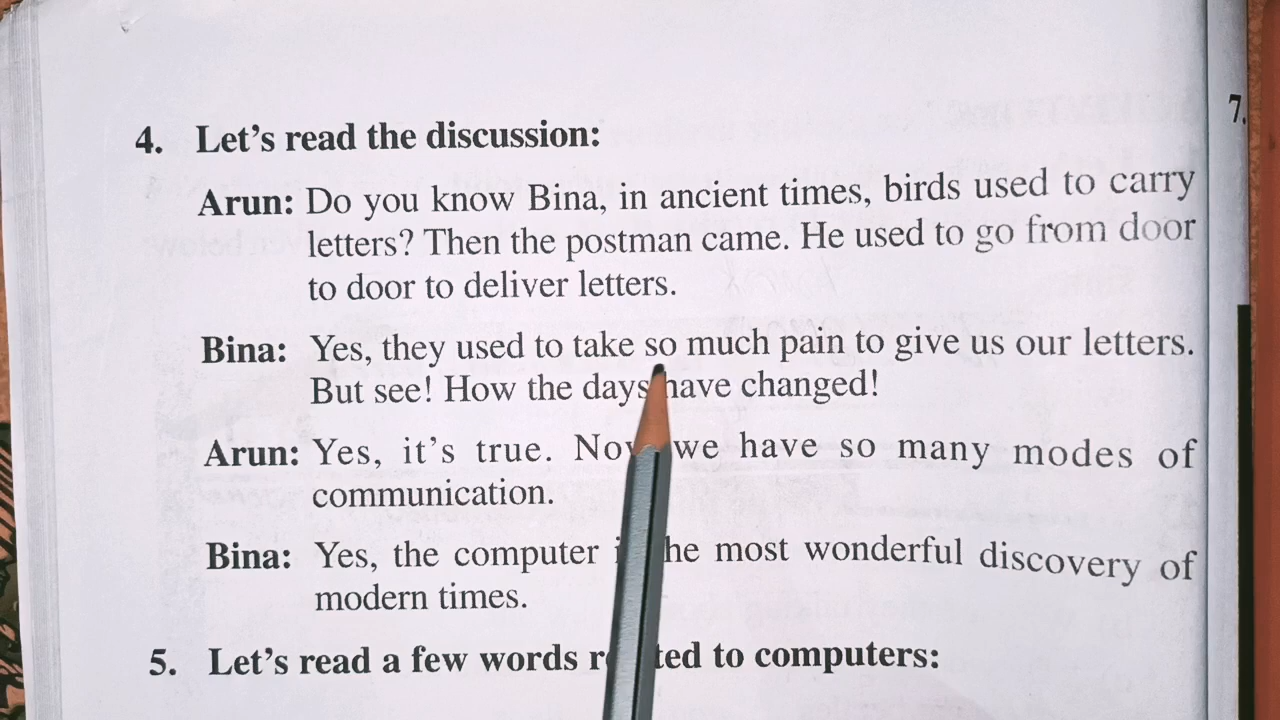 4. Let's read the discussion:
Arun: Do you know Bina, in ancient times, birds used to carry
letters? Then the postman came. He used to go from door
to door to deliver letters.
Bina: Yes, they used to take so much pain to give us our letters.
But see! How the days have changed!
Arun: Yes, it's true. Now we have so many modes of
communication.
Bina: Yes, the computer the most wonderful discovery of
modern times.
5. Let's read a few words related to computers:
7.